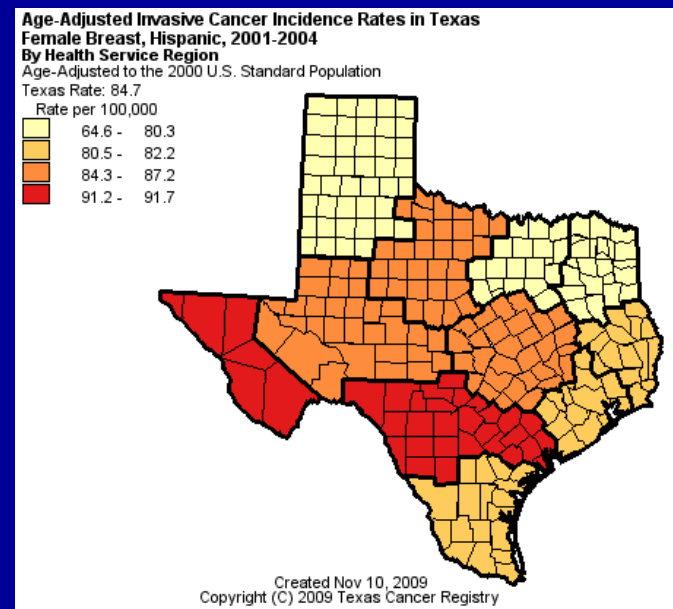 Age-Adjusted Invasive Cancer Incidence Rates in Texas
Female Breast, Hispanic, 2001-2004
By Health Service Region
Age-Adjusted to the 2000 U.S. Standard Population
Texas Rate: 84.7
Rate per 100,000
64.6 - 80.3
80.5 - 82.2
84.3 - 87.2
91.2 - 91.7
Created Nov 10, 2009
Copyright (C) 2009 Texas Cancer Registry